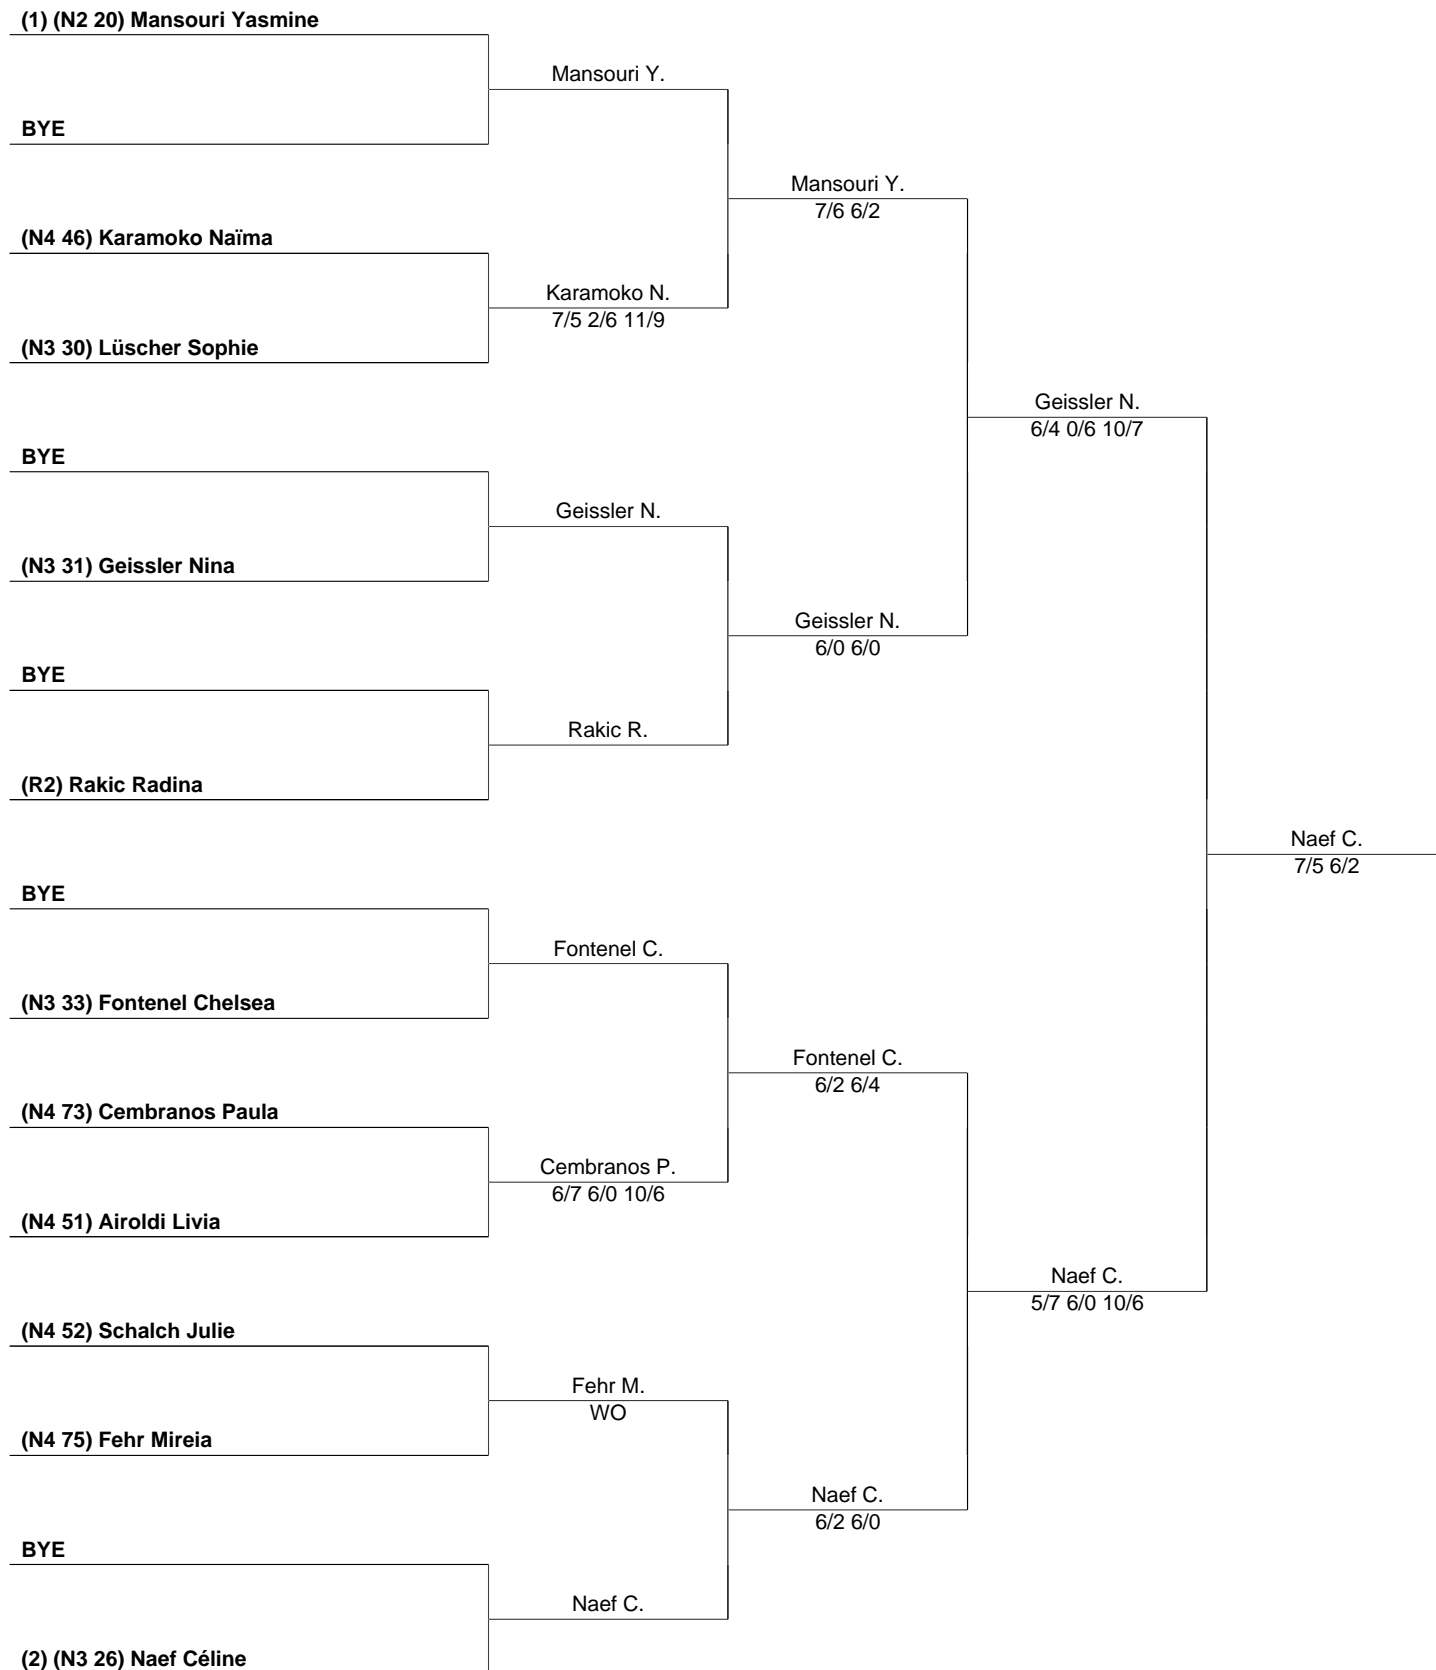 (1) (N2 20) Mansouri Yasmine
Mansouri Y.
BYE
Mansouri Y.
7/6 6/2
(N4 46) Karamoko Naïma
Karamoko N.
7/5 2/6 11/9
(N3 30) Lüscher Sophie
Geissler N.
6/4 0/6 10/7
BYE
Geissler N.
(N3 31) Geissler Nina
Geissler N.
6/0 6/0
BYE
Rakic R.
(R2) Rakic Radina
Naef C.
7/5 6/2
BYE
Fontenel C.
(N3 33) Fontenel Chelsea
Fontenel C.
6/2 6/4
(N4 73) Cembranos Paula
Cembranos P.
6/7 6/0 10/6
(N4 51) Airoldi Livia
Naef C.
5/7 6/0 10/6
(N4 52) Schalch Julie
Fehr M.
WO
(N4 75) Fehr Mireia
Naef C.
6/2 6/0
BYE
Naef C.
(2) (N3 26) Naef Céline